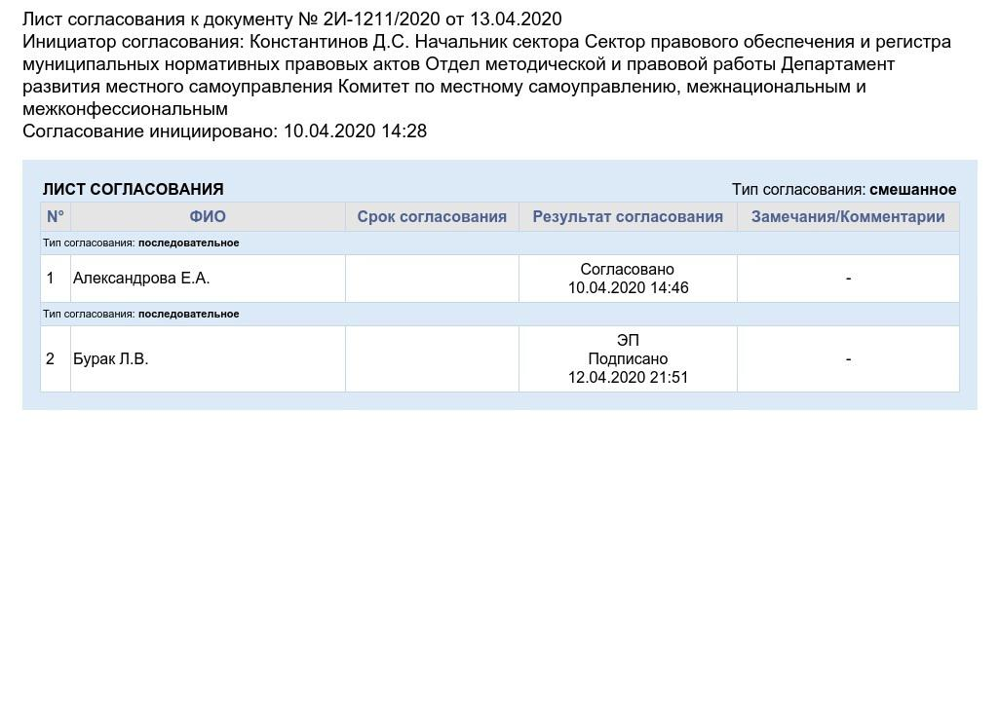 Лист согласования к документу № 2И-1211/2020 от 13.04.2020
Инициатор согласования: Константинов Д.С. Начальник сектора Сектор правового обеспечения и регистра
муниципальных нормативных правовых актов Отдел методической и правовой работы Департамент
развития местного самоуправления Комитет по местному самоуправлению, межнациональным и
межконфессиональным
Согласование инициировано: 10.04.2020 14:28
ЛИСТ СОГЛАСОВАНИЯ Тип согласования: смешанное
N° ФИО Срок согласования Результат согласования Замечания/Комментарии
Тип согласования: последовательное
1 Александрова Е.А. Согласовано
10.04.2020 14:46 -
Тип согласования: последовательное
2 Бурак Л.В. ЭП
Подписано
12.04.2020 21:51 -